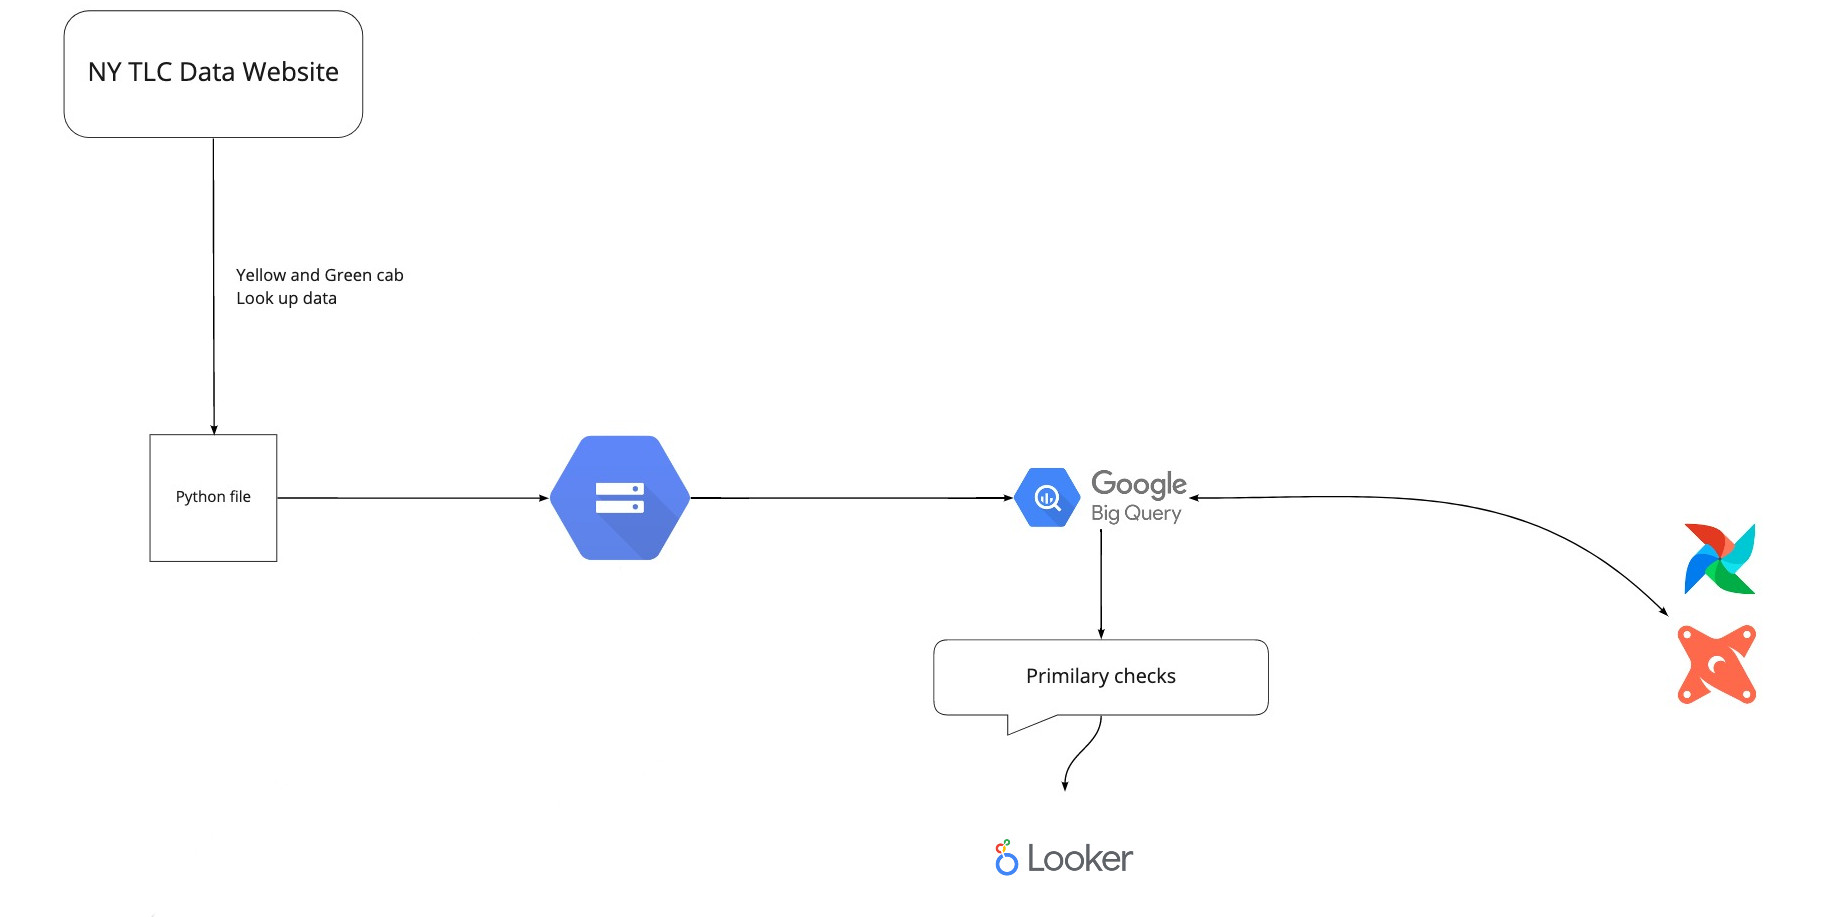 NY TLC Data Website
Yellow and Green cab
Look up data
Python file
Google
Big Query
Primilary checks
Looker